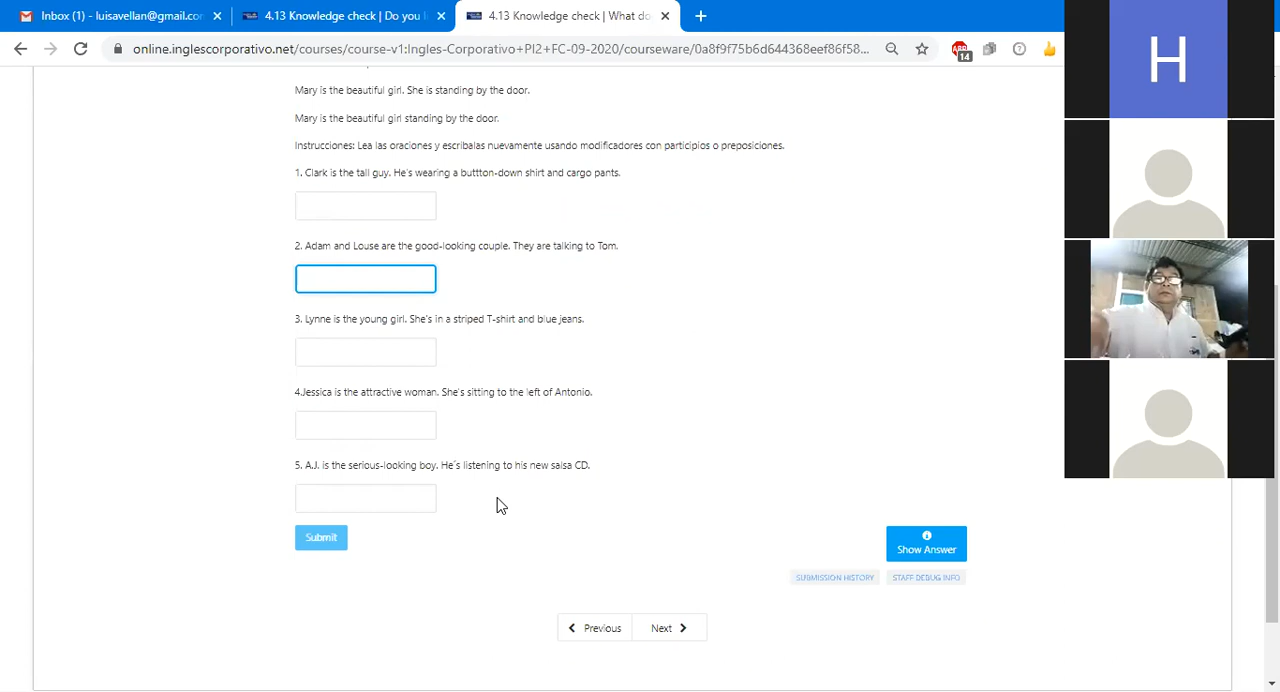 Inbox (1) - luisavellan@gmail.co
4.13 Knowledge check | Do you l
4.13 Knowledge check | What do
online.inglescorporativo.net/courses/course-v1:Ingles-Corporativo+PI2+FC-09-2020/courseware/0a8f9f75b6d644368eef86f58...
14
H
Mary is the beautiful girl. She is standing by the door.
Mary is the beautiful girl standing by the door.
Instrucciones: Lea las oraciones y escribalas nuevamente usando modificadores con participios o preposiciones.
1. Clark is the tall guy. He's wearing a buttton-down shirt and cargo pants.
2. Adam and Louse are the good-looking couple. They are talking to Tom.
3. Lynne is the young girl. She's in a striped T-shirt and blue jeans.
4.Jessica is the attractive woman. She's sitting to the left of Antonio.
5. A.J. is the serious-looking boy. He´s listening to his new salsa CD.
Submit
Show Answer
SUBMISSION HISTORY
STAFF DEBUG INFO
Previous
Next